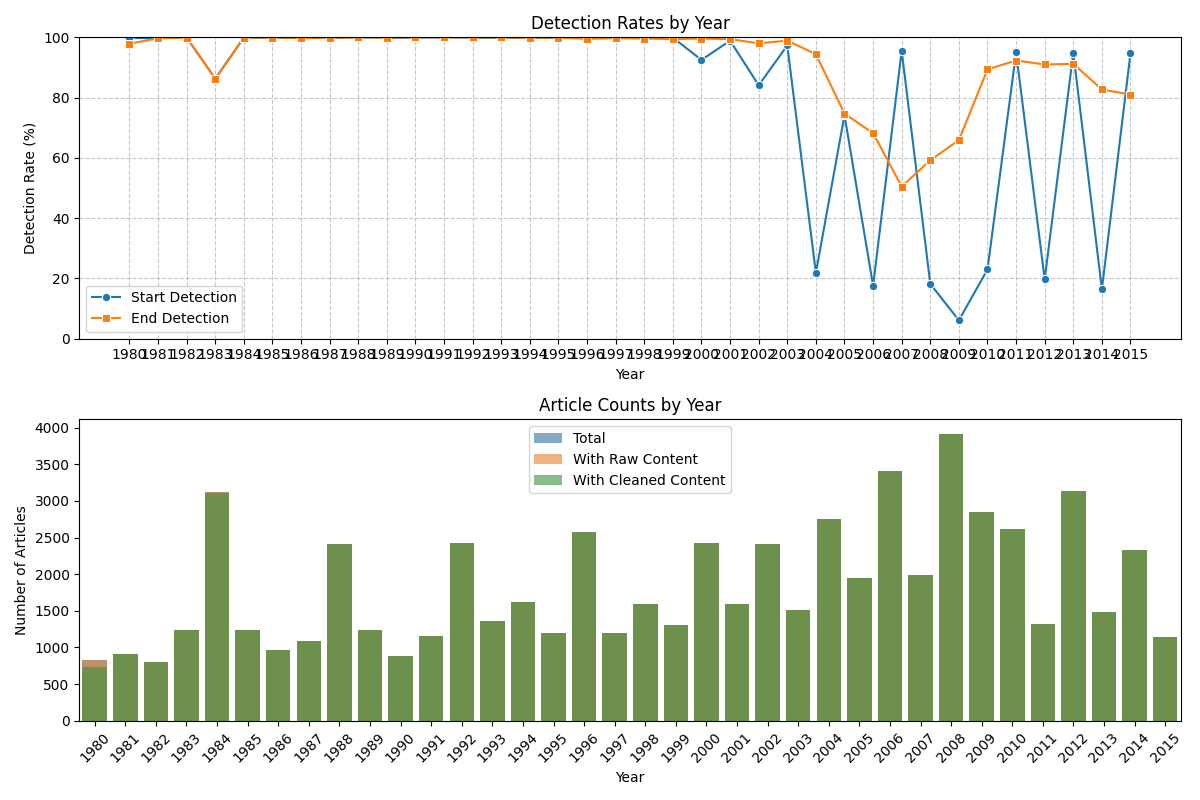 Detection Rates by Year
Detection Rate (%)
100
80
60
40
20
0
Start Detection
End Detection
1980 1981 1982 1983 1984 1985 1986 1987 1988 1989 1990 1991 1992 1993 1994 1995 1996 1997 1998 1999 2000 2001 2002 2003 2004 2005 2006 2007 2008 2009 2010 2011 2012 2013 2014 2015
Year
Article Counts by Year
Number of Articles
4000
3500
3000
2500
2000
1500
1000
500
0
Total
With Raw Content
With Cleaned Content
1980 1981 1982 1983 1984 1985 1986 1987 1988 1989 1990 1991 1992 1993 1994 1995 1996 1997 1998 1999 2000 2001 2002 2003 2004 2005 2006 2007 2008 2009 2010 2011 2012 2013 2014 2015
Year